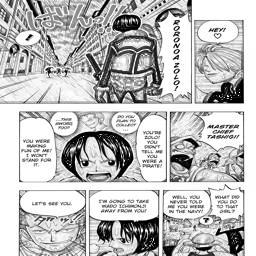 HEY!
♡
RORONOA ZOLO!
!
MASTER
CHIEF
TASHIGI!!
YOU'RE
ZOLO!
YOU DIDN'T
TELL ME
YOU WERE
A PIRATE!
DO YOU
PLAN TO
COLLECT
...THIS
SWORD,
TOO?
YOU WERE
MAKING
FUN OF ME!
I WON'T
STAND FOR
IT.
WHAT DID
YOU DO
TO THAT
GIRL?
WELL, YOU
NEVER TOLD
ME YOU WERE
IN THE NAVY!
I'M GOING TO TAKE
WADO ICHIMONJI
AWAY FROM YOU!
LET'S SEE YOU.